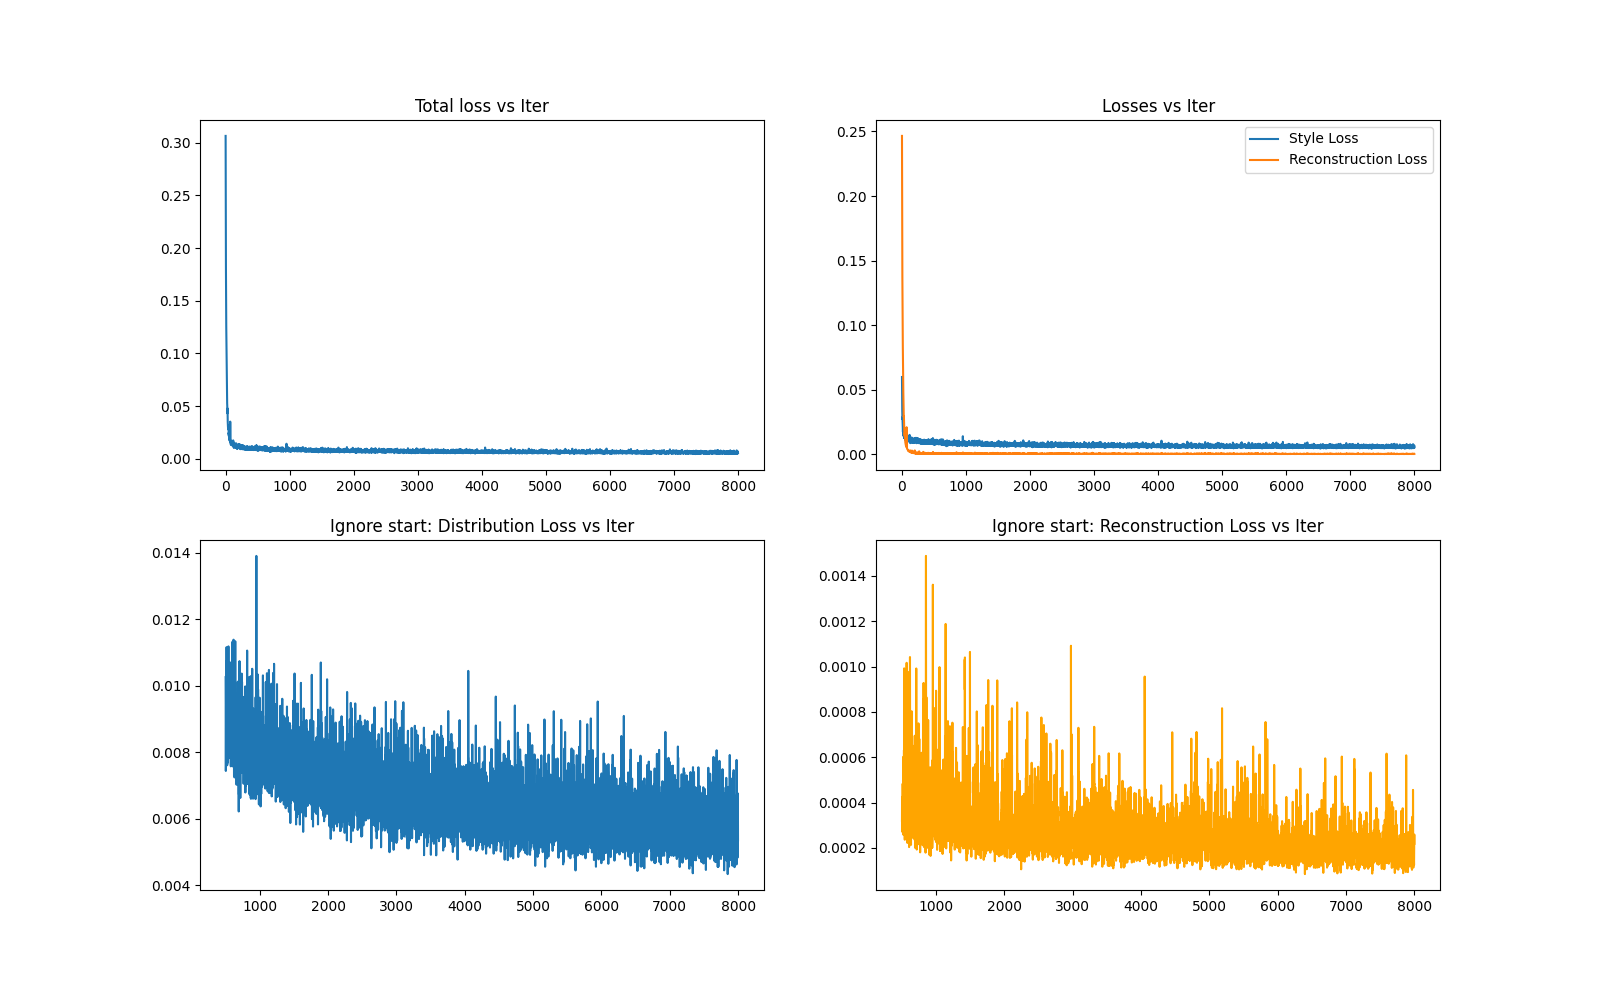 Total loss vs Iter
0.30
0.25
0.20
0.15
0.10
0.05
0.00
0 1000 2000 3000 4000 5000 6000 7000 8000
Losses vs Iter
Style Loss
Reconstruction Loss
0.25
0.20
0.15
0.10
0.05
0.00
0 1000 2000 3000 4000 5000 6000 7000 8000
Ignore start: Distribution Loss vs Iter
0.014
0.012
0.010
0.008
0.006
0.004
1000 2000 3000 4000 5000 6000 7000 8000
Ignore start: Reconstruction Loss vs Iter
0.0014
0.0012
0.0010
0.0008
0.0006
0.0004
0.0002
1000 2000 3000 4000 5000 6000 7000 8000